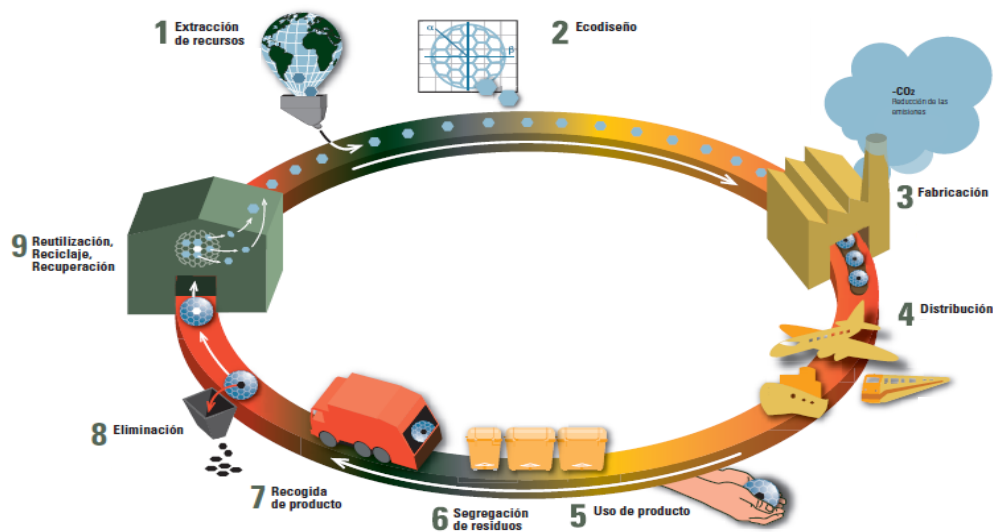 1 Extracción
de recursos
2 Ecodiseño
α
β
-CO₂
Reducción de las
emisiones
3 Fabricación
4 Distribución
5 Uso de producto
6 Segregación
de residuos
7 Recogida
de producto
8 Eliminación
9 Reutilización,
Reciclaje,
Recuperación